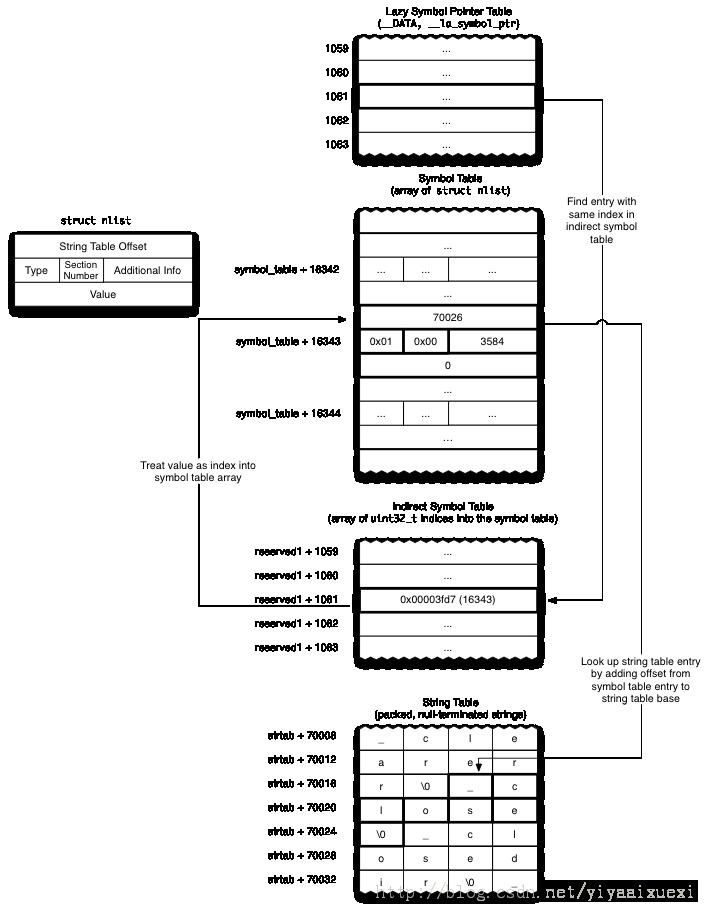 Lazy Symbol Pointer Table
(__DATA, __la_symbol_ptr)
1059 ...
1060 ...
1061 ...
1062 ...
1063 ...
Symbol Table
(array of struct nlist)
Find entry with
same index in
indirect symbol
table
struct nlist
String Table Offset
Type Section Number Additional Info
Value
...
symbol_table + 16342 ... ... ...
...
70026
symbol_table + 16343 0x01 0x00 3584
0
...
symbol_table + 16344 ... ... ...
...
Treat value as index into
symbol table array
Indirect Symbol Table
(array of uint32_t indices into the symbol table)
reserved1 + 1059 ...
reserved1 + 1060 ...
reserved1 + 1061 0x00003fd7 (16343)
reserved1 + 1062 ...
reserved1 + 1063 ...
Look up string table entry
by adding offset from
symbol table entry to
string table base
String Table
(packed, null-terminated strings)
strtab + 70008 _ c l e
strtab + 70012 a r e r
strtab + 70016 r \0 _ c
strtab + 70020 l o s e
strtab + 70024 \0 _ c l
strtab + 70028 o s e d
strtab + 70032 i r \0
http://blog.csdn.net/yiyaaixuexi